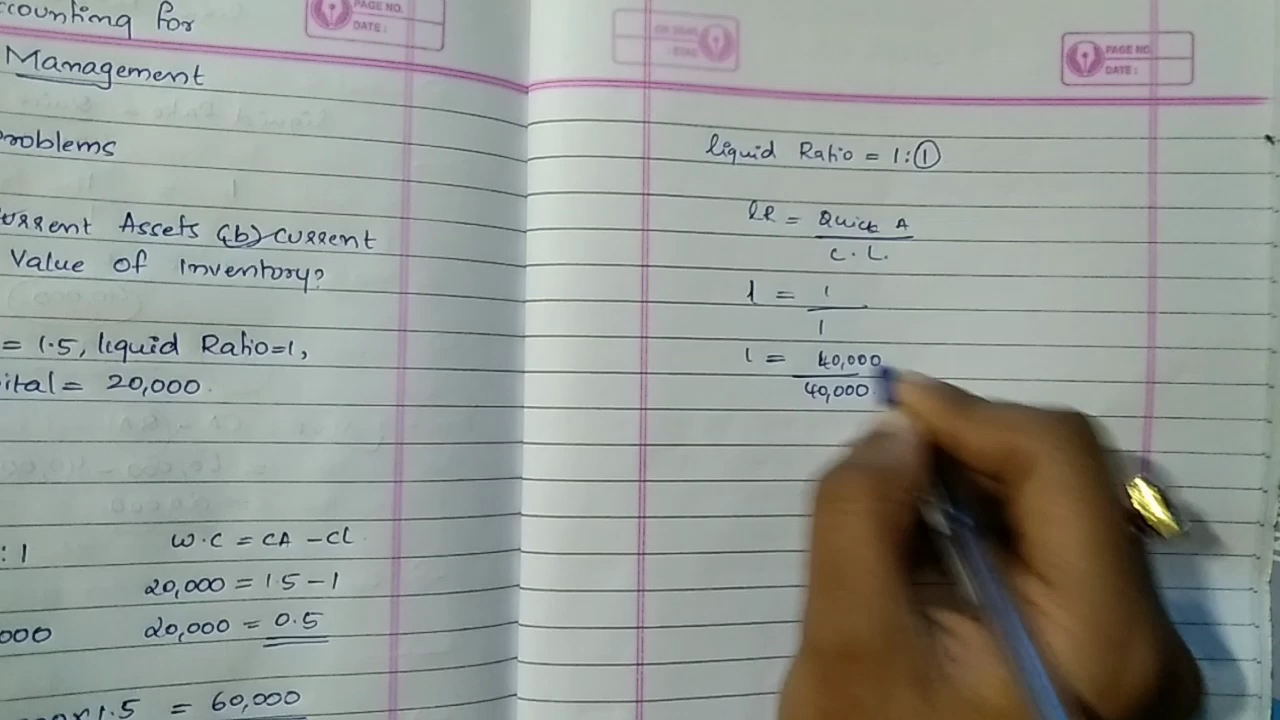 ccounting for
Management
PAGE NO.
DATE :
roblems
urrent Assets (b) current
Value of Inventory?
= 1.5, liquid Ratio=1,
ital = 20,000.
: 1
W.C = CA - CL
20,000 = 1.5 - 1
000
20,000 = 0.5
1.5 = 60,000
PAGE NO.
DATE :
liquid Ratio = 1:1
LR = Quick A
C. L.
1 = 1
1
1 = 40,000
40,000